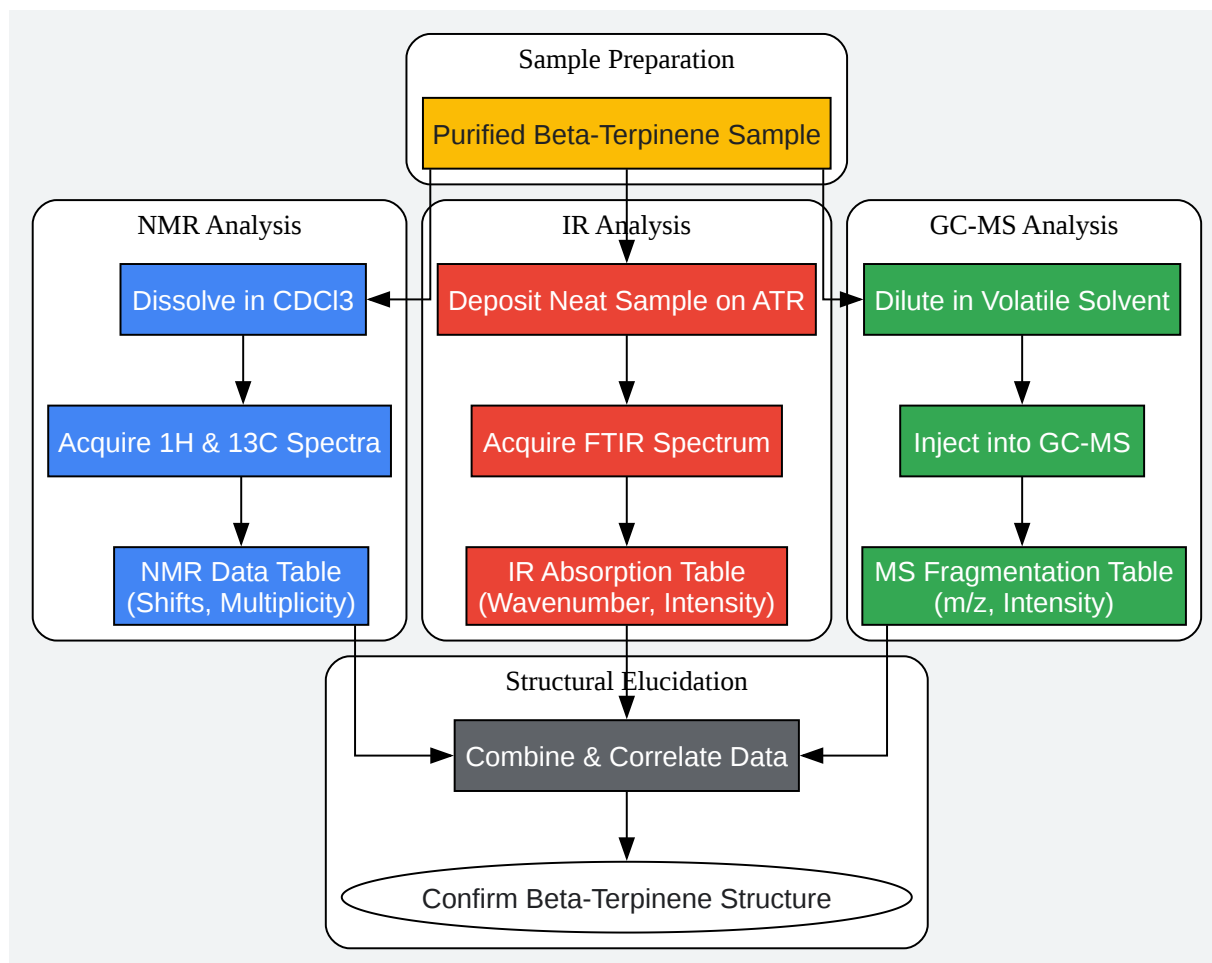 Sample Preparation
Purified Beta-Terpinene Sample
NMR Analysis
Dissolve in CDCl3
Acquire 1H & 13C Spectra
NMR Data Table
(Shifts, Multiplicity)
IR Analysis
Deposit Neat Sample on ATR
Acquire FTIR Spectrum
IR Absorption Table
(Wavenumber, Intensity)
GC-MS Analysis
Dilute in Volatile Solvent
Inject into GC-MS
MS Fragmentation Table
(m/z, Intensity)
Structural Elucidation
Combine & Correlate Data
Confirm Beta-Terpinene Structure